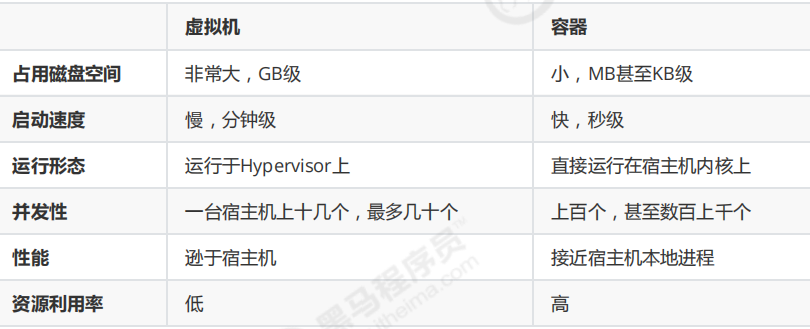 虚拟机 容器
占用磁盘空间 非常大，GB级 小，MB甚至KB级
启动速度 慢，分钟级 快，秒级
运行形态 运行于Hypervisor上 直接运行在宿主机内核上
并发性 一台宿主机上十几个，最多几十个 上百个，甚至数百上千个
性能 逊于宿主机 接近宿主机本地进程
资源利用率 低 高
黑马程序员
itheima.com